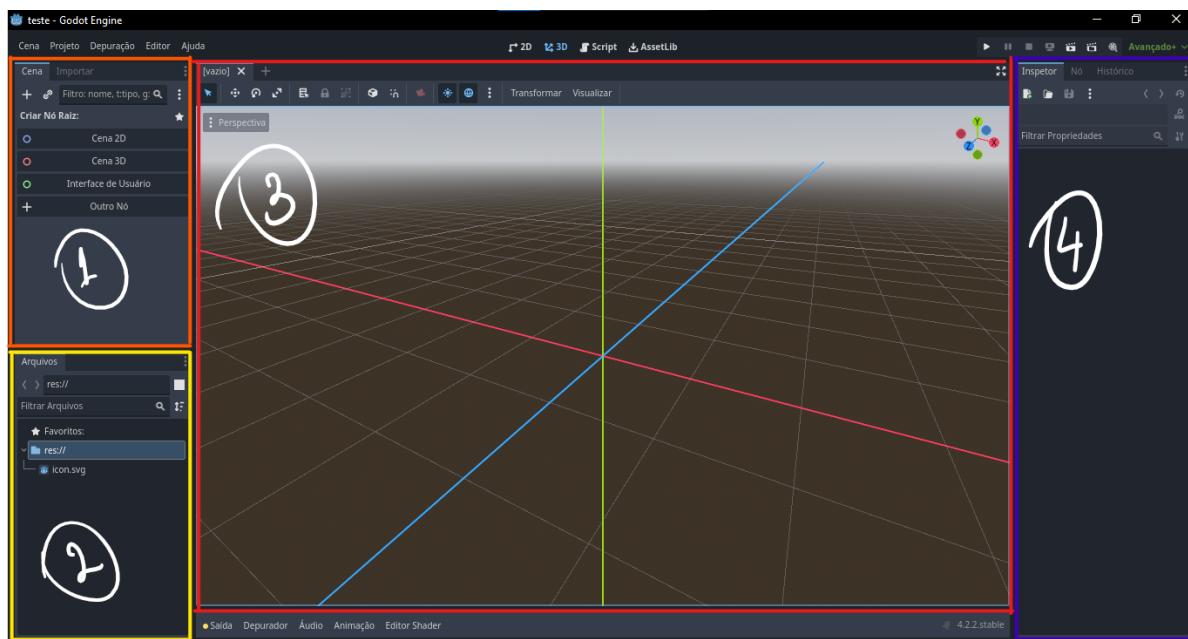 teste - Godot Engine
Cena Projeto Depuração Editor Ajuda
2D 3D Script AssetLib
Avançado+
Cena Importar
Filtro: nome, t:tipo, g:
Criar Nó Raiz:
Cena 2D
Cena 3D
Interface de Usuário
Outro Nó
1
Arquivos
res://
Filtrar Arquivos
Favoritos:
res://
icon.svg
2
[vazio]
Transformar Visualizar
Perspectiva
Y
X
Z
3
Saída Depurador Áudio Animação Editor Shader
4.2.2.stable
Inspetor Nó Histórico
Filtrar Propriedades
4